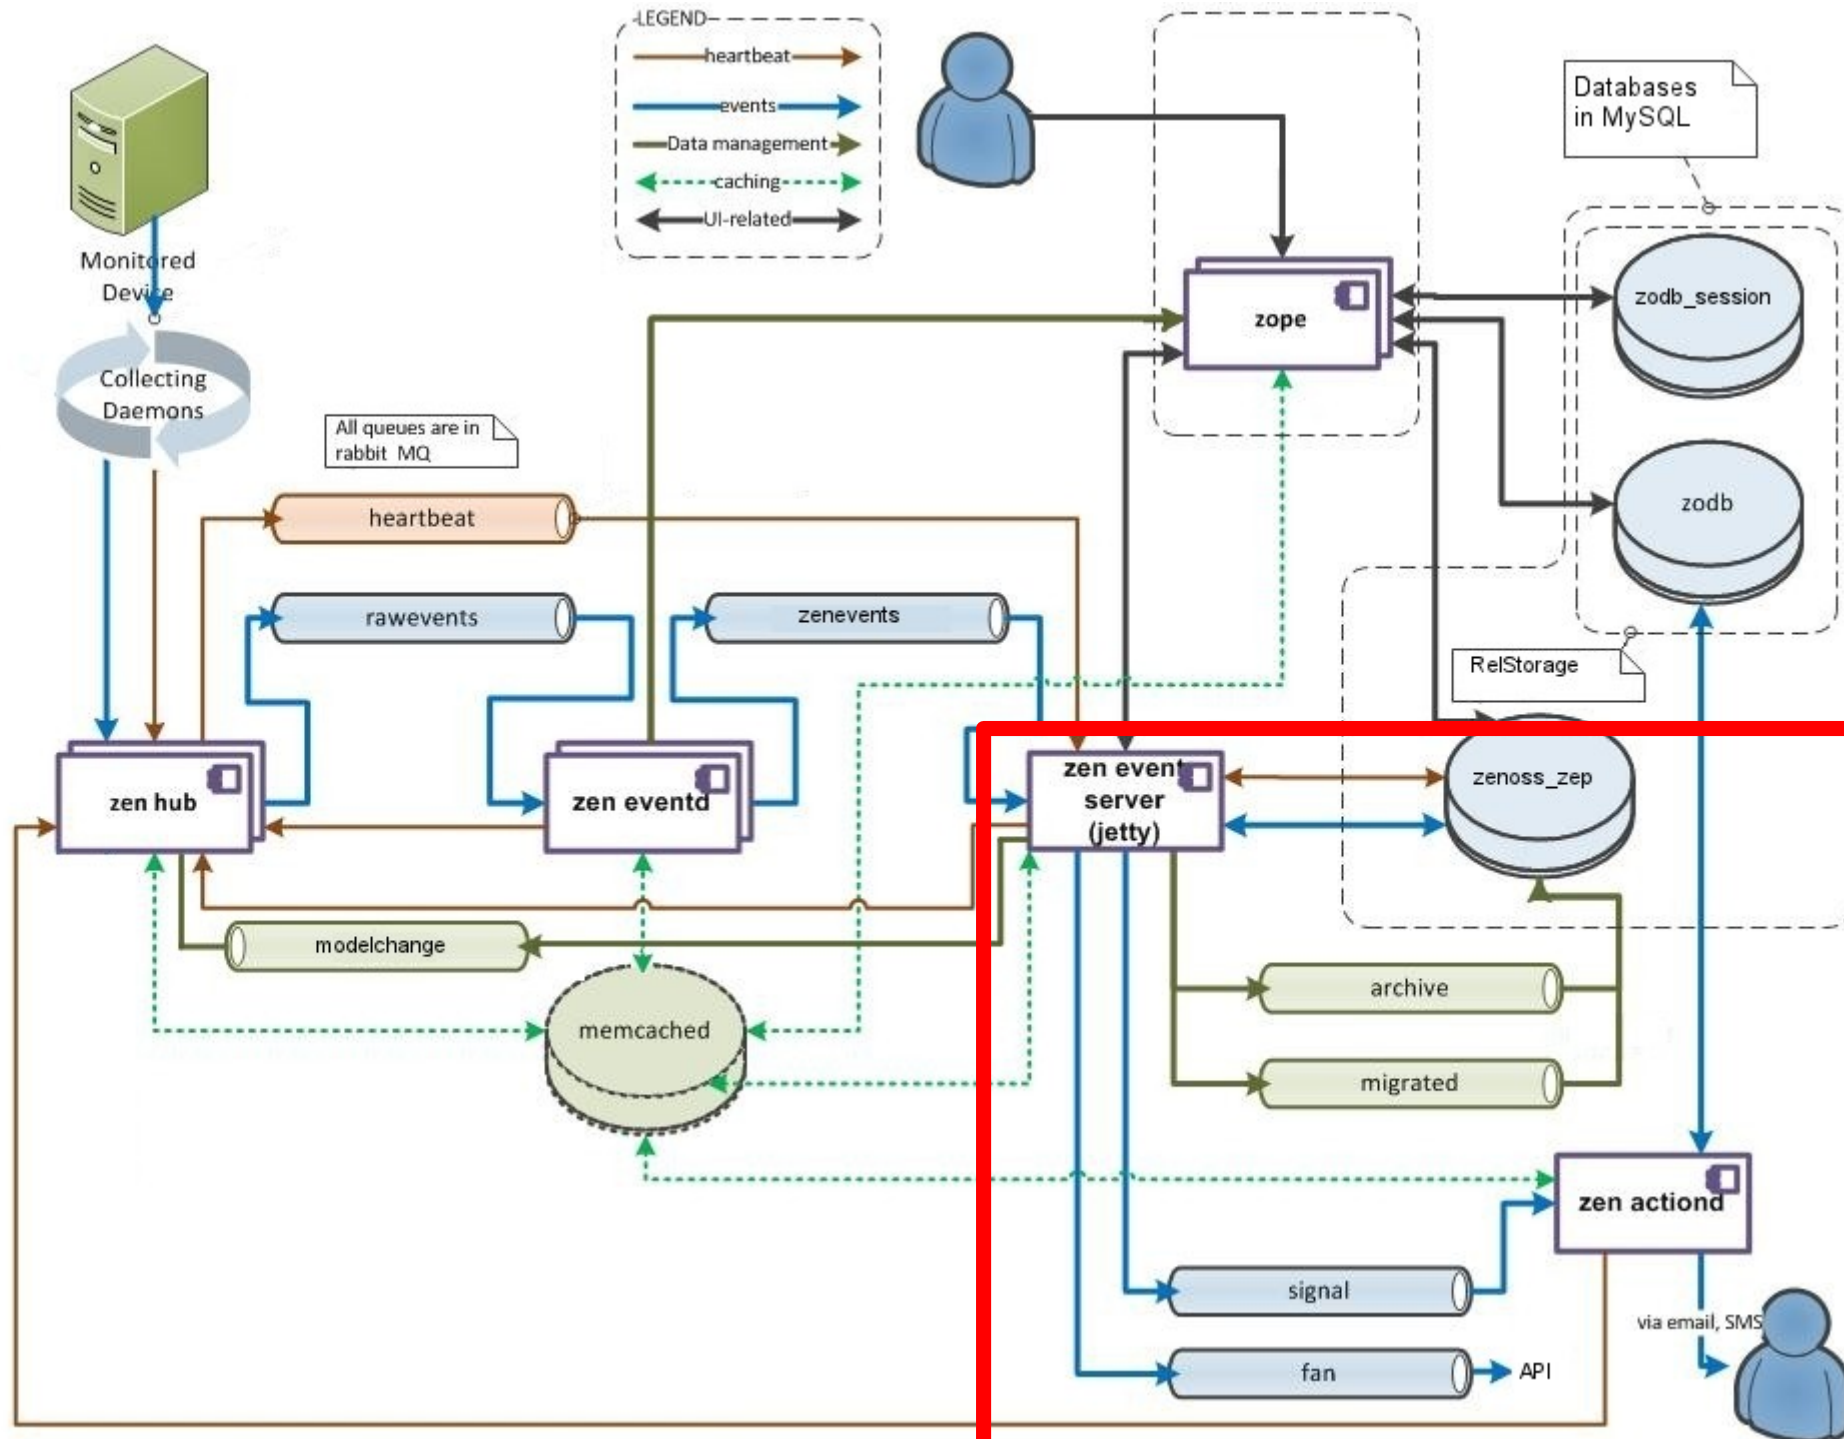 LEGEND
heartbeat
events
Data management
caching
UI-related
Databases
in MySQL
Monitored
Device
zodb_session
zope
Collecting
Daemons
All queues are in
rabbit MQ
zodb
heartbeat
rawevents
zenevents
RelStorage
zen hub
zen eventd
zen event
server
(jetty)
zenoss_zep
modelchange
archive
memcached
migrated
zen actiond
signal
via email, SMS
fan
API